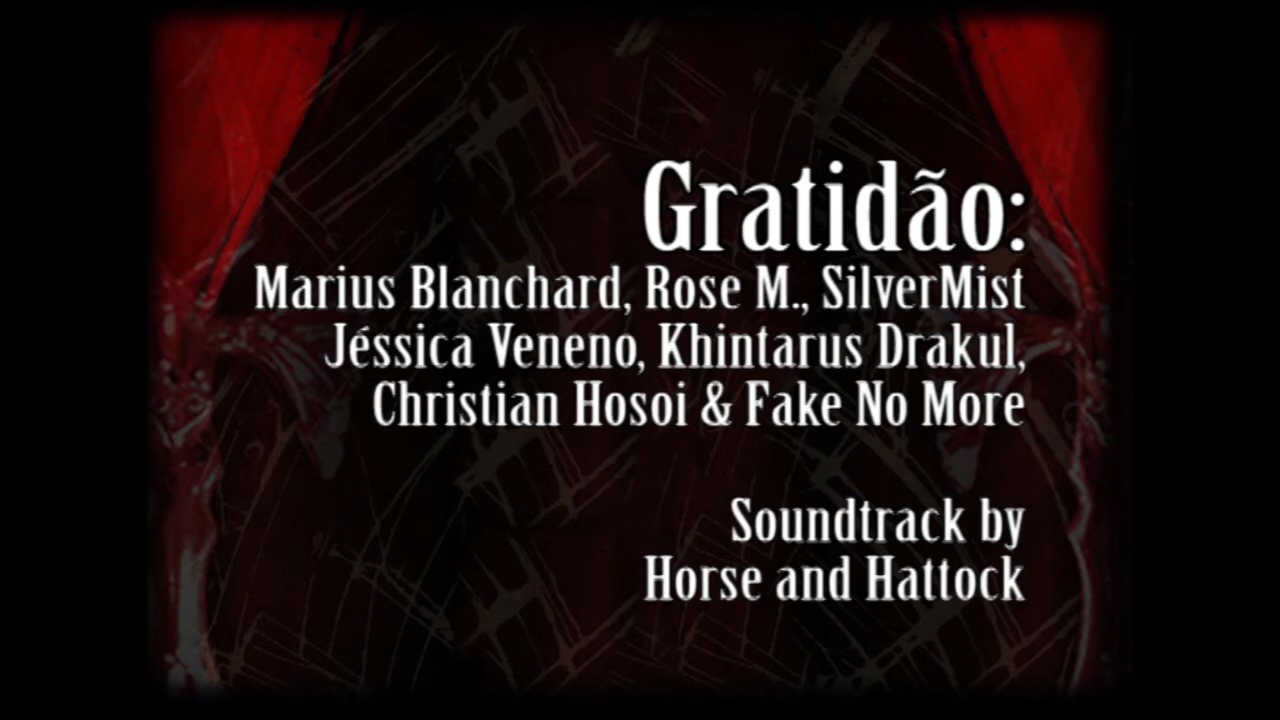 Gratidão:
Marius Blanchard, Rose M., SilverMist
Jéssica Veneno, Khintarus Drakul,
Christian Hosoi & Fake No More
Soundtrack by
Horse and Hattock